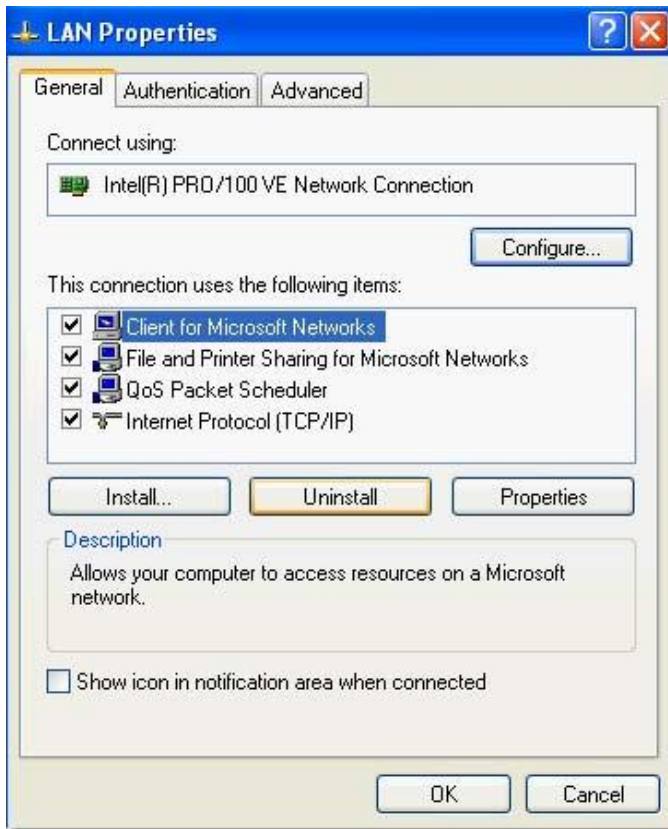 LAN Properties
General Authentication Advanced
Connect using:
Intel(R) PRO/100 VE Network Connection
Configure...
This connection uses the following items:
Client for Microsoft Networks
File and Printer Sharing for Microsoft Networks
QoS Packet Scheduler
Internet Protocol (TCP/IP)
Install... Uninstall Properties
Description
Allows your computer to access resources on a Microsoft
network.
Show icon in notification area when connected
OK Cancel